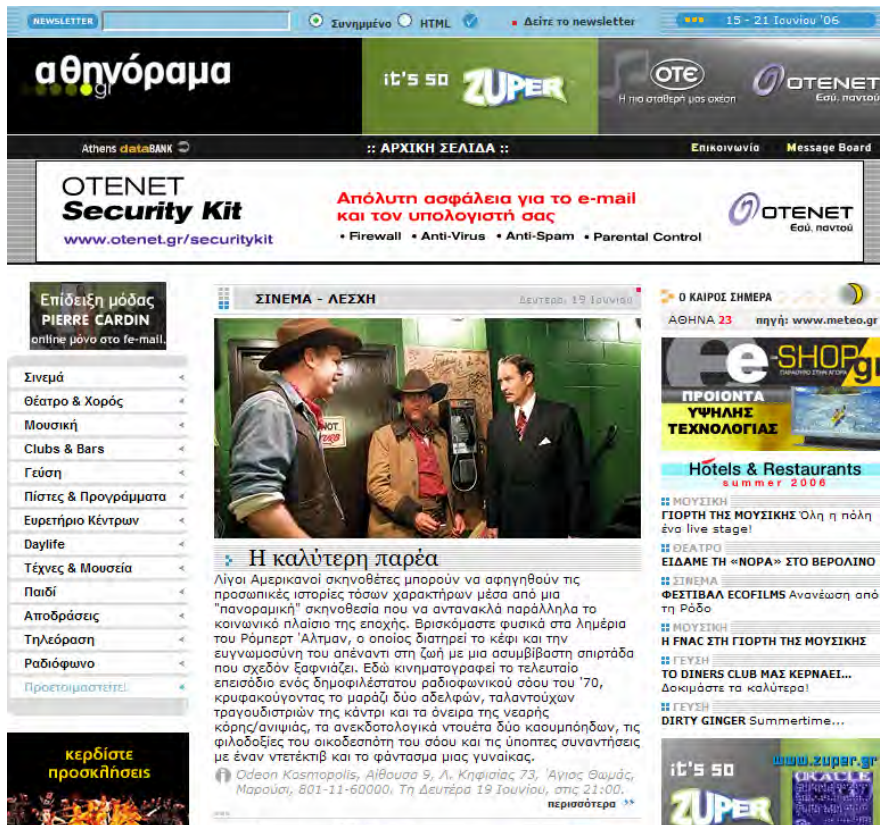 NEWSLETTER
Συνημμένο HTML Δείτε το newsletter 15 - 21 Ιουνίου '06
αθηνόραμα
.gr
it's so ZUPER
OTE
Η πιο σταθερή μας σχέση
OTENET
Εσύ, παντού
Athens dataBANK :: ΑΡΧΙΚΗ ΣΕΛΙΔΑ :: Επικοινωνία Message Board
OTENET
Security Kit
www.otenet.gr/securitykit
Απόλυτη ασφάλεια για το e-mail
και τον υπολογιστή σας
• Firewall • Anti-Virus • Anti-Spam • Parental Control
OTENET
Εσύ, παντού
Επίδειξη μόδας
PIERRE CARDIN
online μόνο στο fe-mail.
Σινεμά
Θέατρο & Χορός
Μουσική
Clubs & Bars
Γεύση
Πίστες & Προγράμματα
Ευρετήριο Κέντρων
Daylife
Τέχνες & Μουσεία
Παιδί
Αποδράσεις
Τηλεόραση
Ραδιόφωνο
Προετοιμαστείτε!
κερδίστε
προσκλήσεις
ΣΙΝΕΜΑ - ΛΕΣΧΗ Δευτέρα, 19 Ιουνίου
Η καλύτερη παρέα
Λίγοι Αμερικανοί σκηνοθέτες μπορούν να αφηγηθούν τις
προσωπικές ιστορίες τόσων χαρακτήρων μέσα από μια
"πανοραμική" σκηνοθεσία που να αντανακλά παράλληλα το
κοινωνικό πλαίσιο της εποχής. Βρισκόμαστε φυσικά στα λημέρια
του Ρόμπερτ 'Αλτμαν, ο οποίος διατηρεί το κέφι και την
ευγνωμοσύνη του απέναντι στη ζωή με μια ασυμβίβαστη σπιρτάδα
που σχεδόν ξαφνιάζει. Εδώ κινηματογραφεί το τελευταίο
επεισόδιο ενός δημοφιλέστατου ραδιοφωνικού σόου του '70,
κρυφακούγοντας το μαράζι δύο αδελφών, ταλαντούχων
τραγουδιστριών της κάντρι και τα όνειρα της νεαρής
κόρης/ανιψιάς, τα ανεκδοτολογικά ντουέτα δύο καουμπόηδων, τις
φιλοδοξίες του οικοδεσπότη του σόου και τις ύποπτες συναντήσεις
με έναν ντετέκτιβ και το φάντασμα μιας γυναίκας.
Odeon Kosmopolis, Αίθουσα 9, Λ. Κηφισίας 73, 'Αγιος Θωμάς,
Μαρούσι, 801-11-60000. Τη Δευτέρα 19 Ιουνίου, στις 21:00.
περισσότερα
Ο ΚΑΙΡΟΣ ΣΗΜΕΡΑ
ΑΘΗΝΑ 23 πηγή: www.meteo.gr
e-SHOP.gr
ΠΡΟΙΟΝΤΑ
ΥΨΗΛΗΣ
ΤΕΧΝΟΛΟΓΙΑΣ
Hotels & Restaurants
summer 2006
ΜΟΥΣΙΚΗ
ΓΙΟΡΤΗ ΤΗΣ ΜΟΥΣΙΚΗΣ Όλη η πόλη
ένα live stage!
ΘΕΑΤΡΟ
ΕΙΔΑΜΕ ΤΗ «ΝΟΡΑ» ΣΤΟ ΒΕΡΟΛΙΝΟ
ΣΙΝΕΜΑ
ΦΕΣΤΙΒΑΛ ECOFILMS Ανανέωση από
τη Ρόδο
ΜΟΥΣΙΚΗ
Η FNAC ΣΤΗ ΓΙΟΡΤΗ ΤΗΣ ΜΟΥΣΙΚΗΣ
ΓΕΥΣΗ
ΤΟ DINERS CLUB ΜΑΣ ΚΕΡΝΑΕΙ...
Δοκιμάστε τα καλύτερα!
ΓΕΥΣΗ
DIRTY GINGER Summertime...
www.zuper.gr
it's so
ZUPER
ORACLE